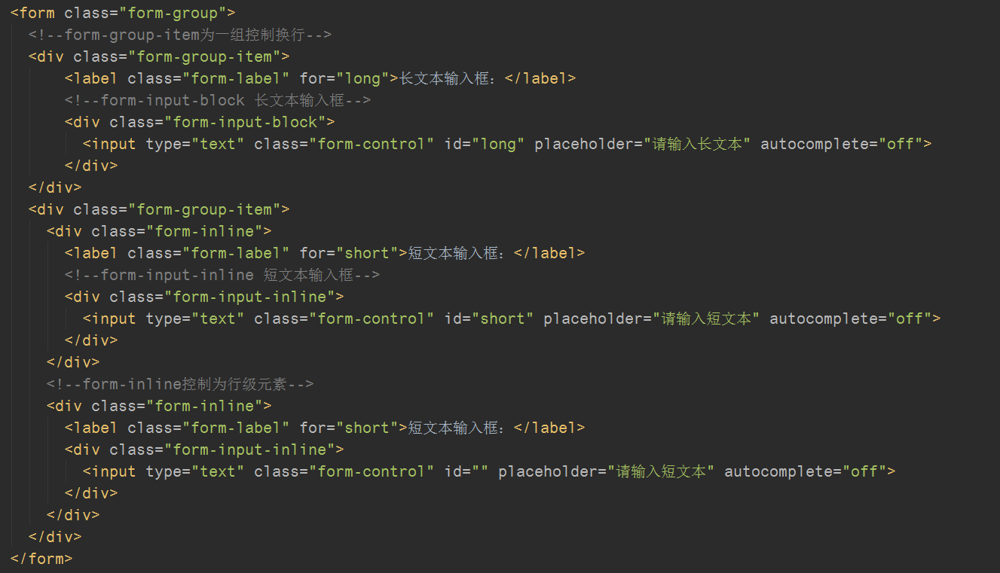 <form class="form-group">
<!--form-group-item为一组控制换行-->
<div class="form-group-item">
<label class="form-label" for="long">长文本输入框：</label>
<!--form-input-block 长文本输入框-->
<div class="form-input-block">
<input type="text" class="form-control" id="long" placeholder="请输入长文本" autocomplete="off">
</div>
</div>
<div class="form-group-item">
<div class="form-inline">
<label class="form-label" for="short">短文本输入框：</label>
<!--form-input-inline 短文本输入框-->
<div class="form-input-inline">
<input type="text" class="form-control" id="short" placeholder="请输入短文本" autocomplete="off">
</div>
</div>
<!--form-inline控制为行级元素-->
<div class="form-inline">
<label class="form-label" for="short">短文本输入框：</label>
<div class="form-input-inline">
<input type="text" class="form-control" id="" placeholder="请输入短文本" autocomplete="off">
</div>
</div>
</div>
</form>